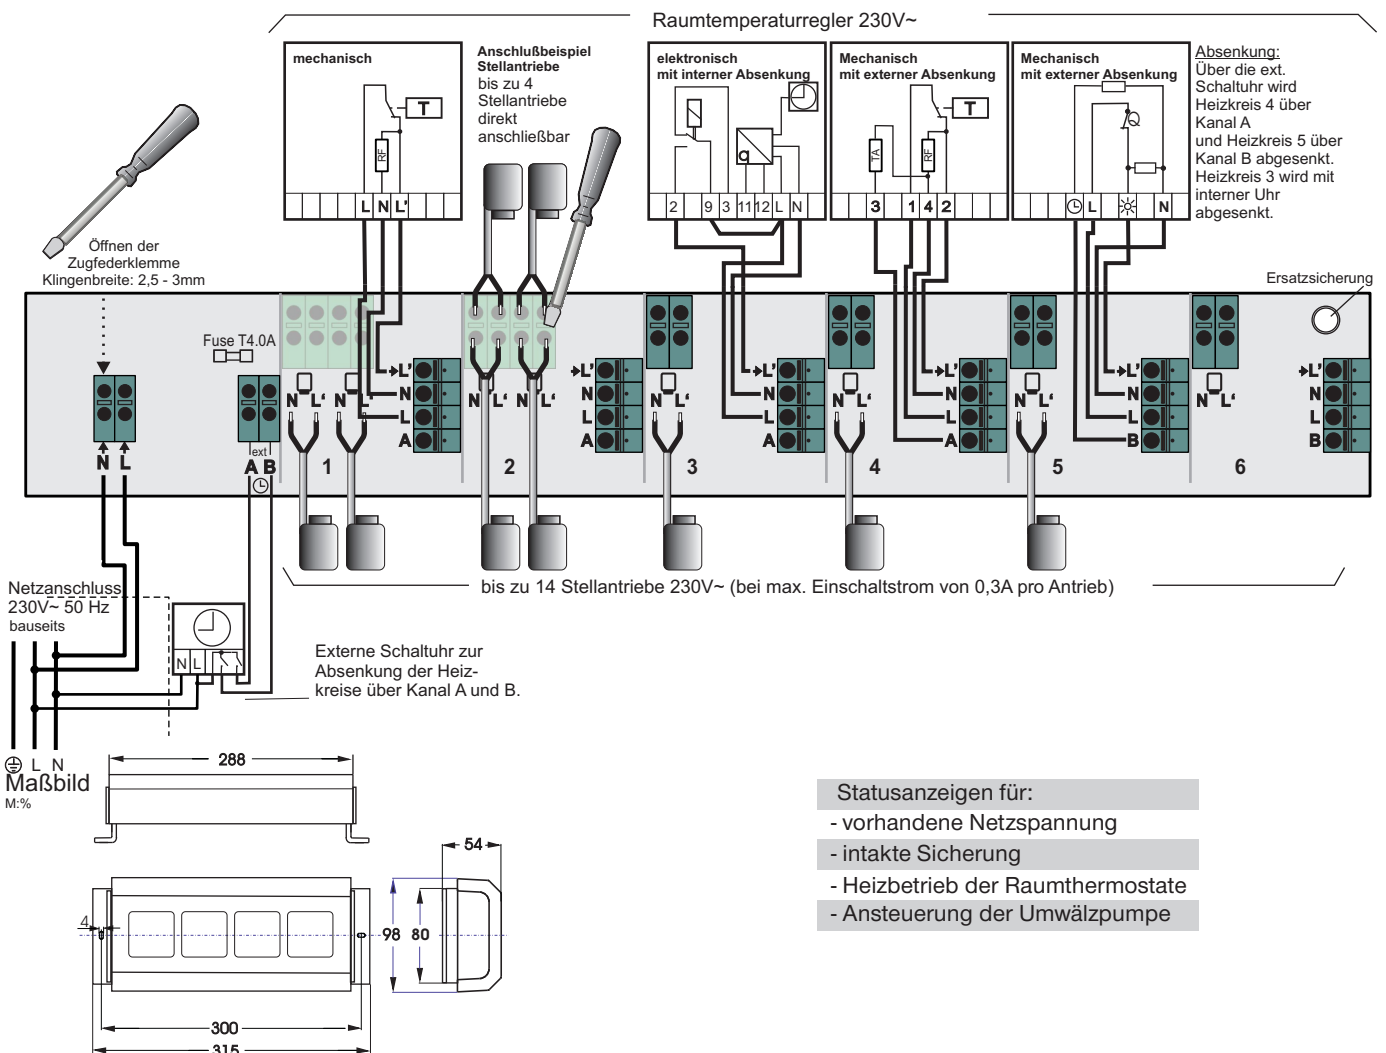 Raumtemperaturregler 230V~
mechanisch
T
RF
L N L'
Anschlußbeispiel
Stellantriebe
bis zu 4
Stellantriebe
direkt
anschließbar
elektronisch
mit interner Absenkung
q
2 9 3 11 12 L N
Mechanisch
mit externer Absenkung
T
TA
RF
3 1 4 2
Mechanisch
mit externer Absenkung
L N
Absenkung:
Über die ext.
Schaltuhr wird
Heizkreis 4 über
Kanal A
und Heizkreis 5 über
Kanal B abgesenkt.
Heizkreis 3 wird mit
interner Uhr
abgesenkt.
Öffnen der
Zugfederklemme
Klingenbreite: 2,5 - 3mm
Ersatzsicherung
Fuse T4.0A
N L
ext
A B
N L‘ N L‘
1
L'
N
L
A
N L‘ N L‘
2
L'
N
L
A
N L‘
3
L'
N
L
A
N L‘
4
L'
N
L
A
N L‘
5
L'
N
L
B
N L‘
6
L'
N
L
B
bis zu 14 Stellantriebe 230V~ (bei max. Einschaltstrom von 0,3A pro Antrieb)
Netzanschluss
230V~ 50 Hz
bauseits
N L
Externe Schaltuhr zur
Absenkung der Heiz-
kreise über Kanal A und B.
L N
Maßbild
M:%
288
54
4
98 80
300
315
Statusanzeigen für:
- vorhandene Netzspannung
- intakte Sicherung
- Heizbetrieb der Raumthermostate
- Ansteuerung der Umwälzpumpe